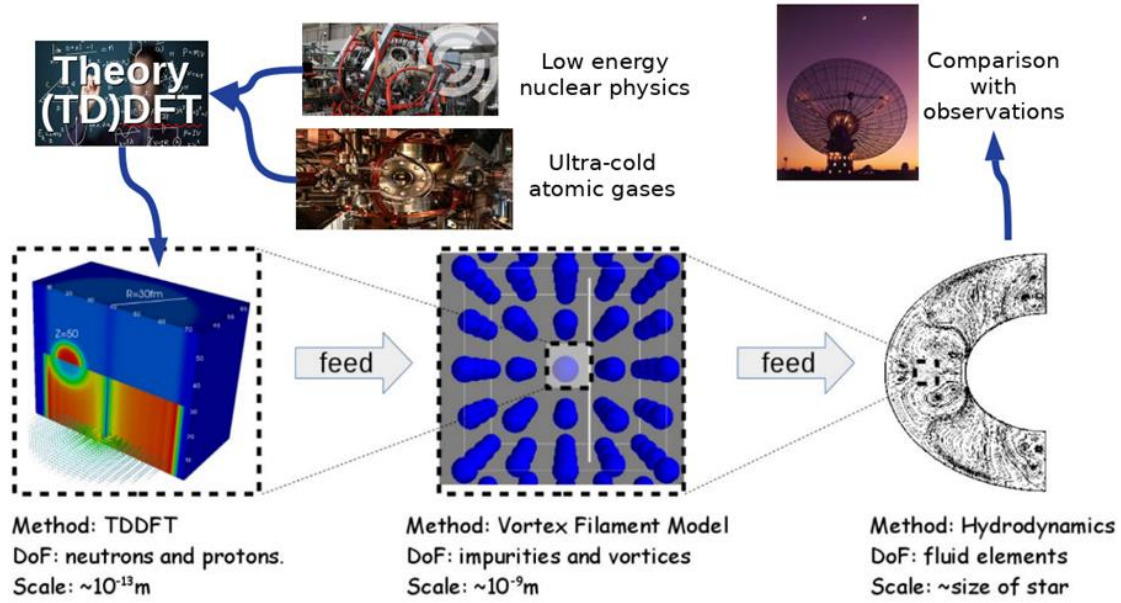 Theory
(TD)DFT
Low energy
nuclear physics
Ultra-cold
atomic gases
Comparison
with
observations
R=30fm
Z=50
feed
feed
Method: TDDFT
DoF: neutrons and protons.
Scale: ~10⁻¹³m
Method: Vortex Filament Model
DoF: impurities and vortices
Scale: ~10⁻⁹m
Method: Hydrodynamics
DoF: fluid elements
Scale: ~size of star